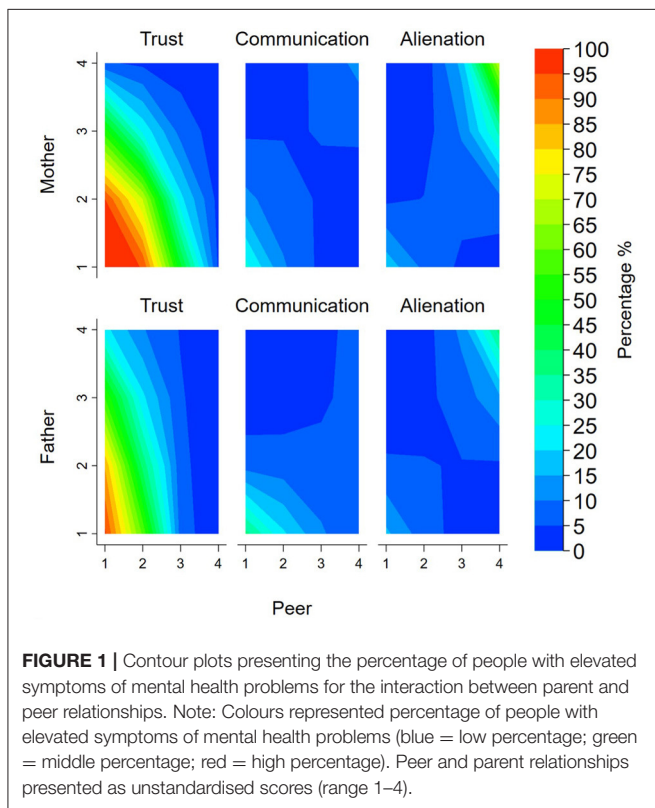 Trust Communication Alienation
4
3
2
1
Mother
Trust Communication Alienation
4
3
2
1
Father
1 2 3 4 1 2 3 4 1 2 3 4
Peer
100
95
90
85
80
75
70
65
60
55
50
45
40
35
30
25
20
15
10
5
0
Percentage %
FIGURE 1 | Contour plots presenting the percentage of people with elevated
symptoms of mental health problems for the interaction between parent and
peer relationships. Note: Colours represented percentage of people with
elevated symptoms of mental health problems (blue = low percentage; green
= middle percentage; red = high percentage). Peer and parent relationships
presented as unstandardised scores (range 1–4).